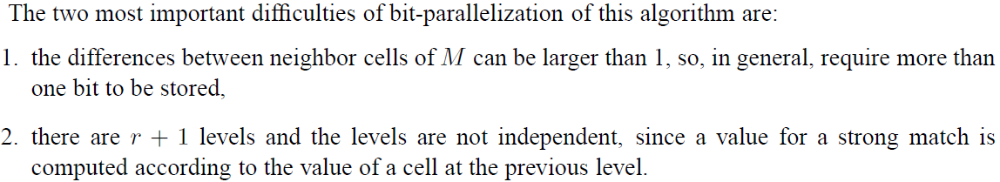 The two most important difficulties of bit-parallelization of this algorithm are:
1. the differences between neighbor cells of M can be larger than 1, so, in general, require more than
one bit to be stored,
2. there are r + 1 levels and the levels are not independent, since a value for a strong match is
computed according to the value of a cell at the previous level.